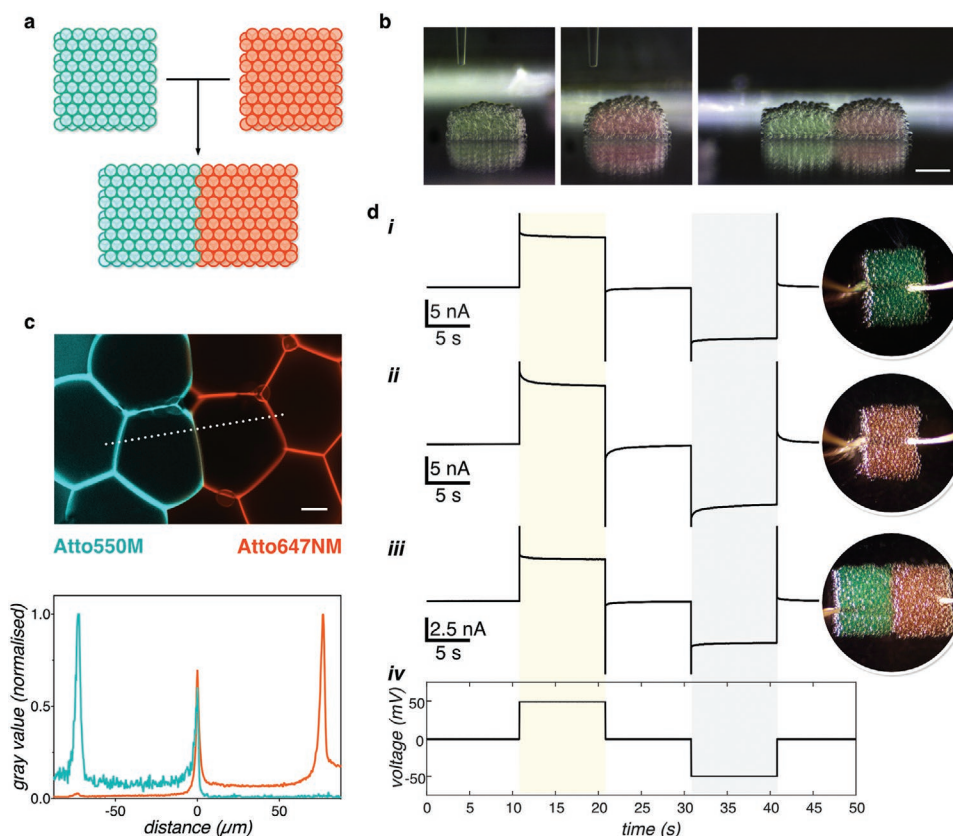 a
b
c
Atto550M
Atto647NM
1.0
0.5
0.0
gray value (normalised)
-50
0
50
distance (µm)
d
i
5 nA
5 s
ii
5 nA
5 s
iii
2.5 nA
5 s
iv
50
0
-50
voltage (mV)
0
5
10
15
20
25
30
35
40
45
50
time (s)